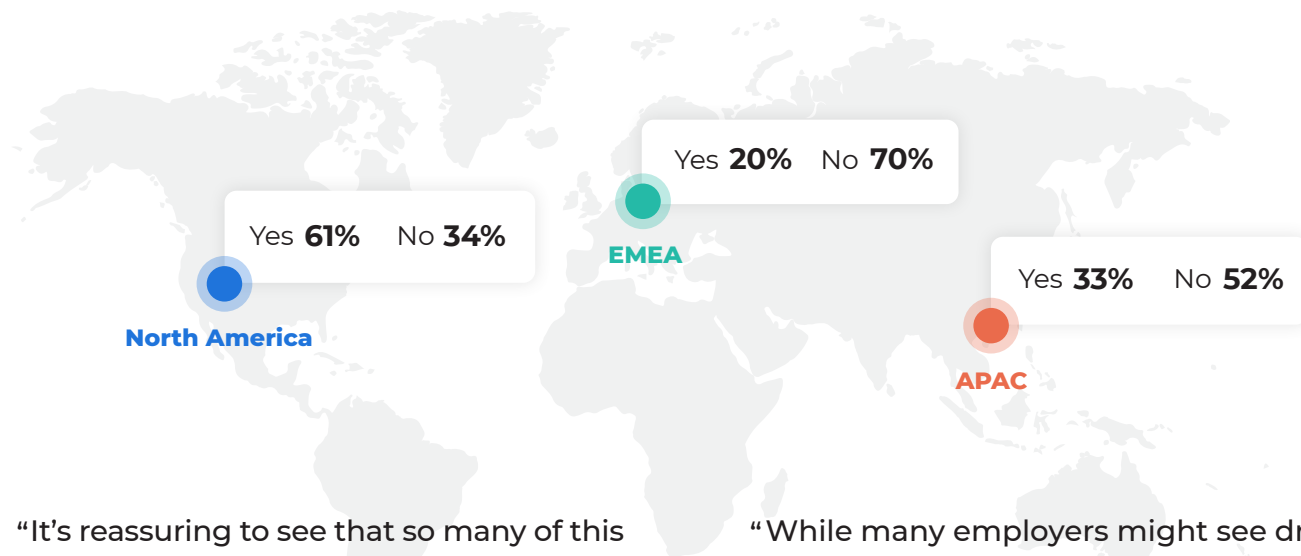 Yes 20% No 70%
EMEA
Yes 61% No 34%
North America
Yes 33% No 52%
APAC
“It’s reassuring to see that so many of this
“While many employers might see